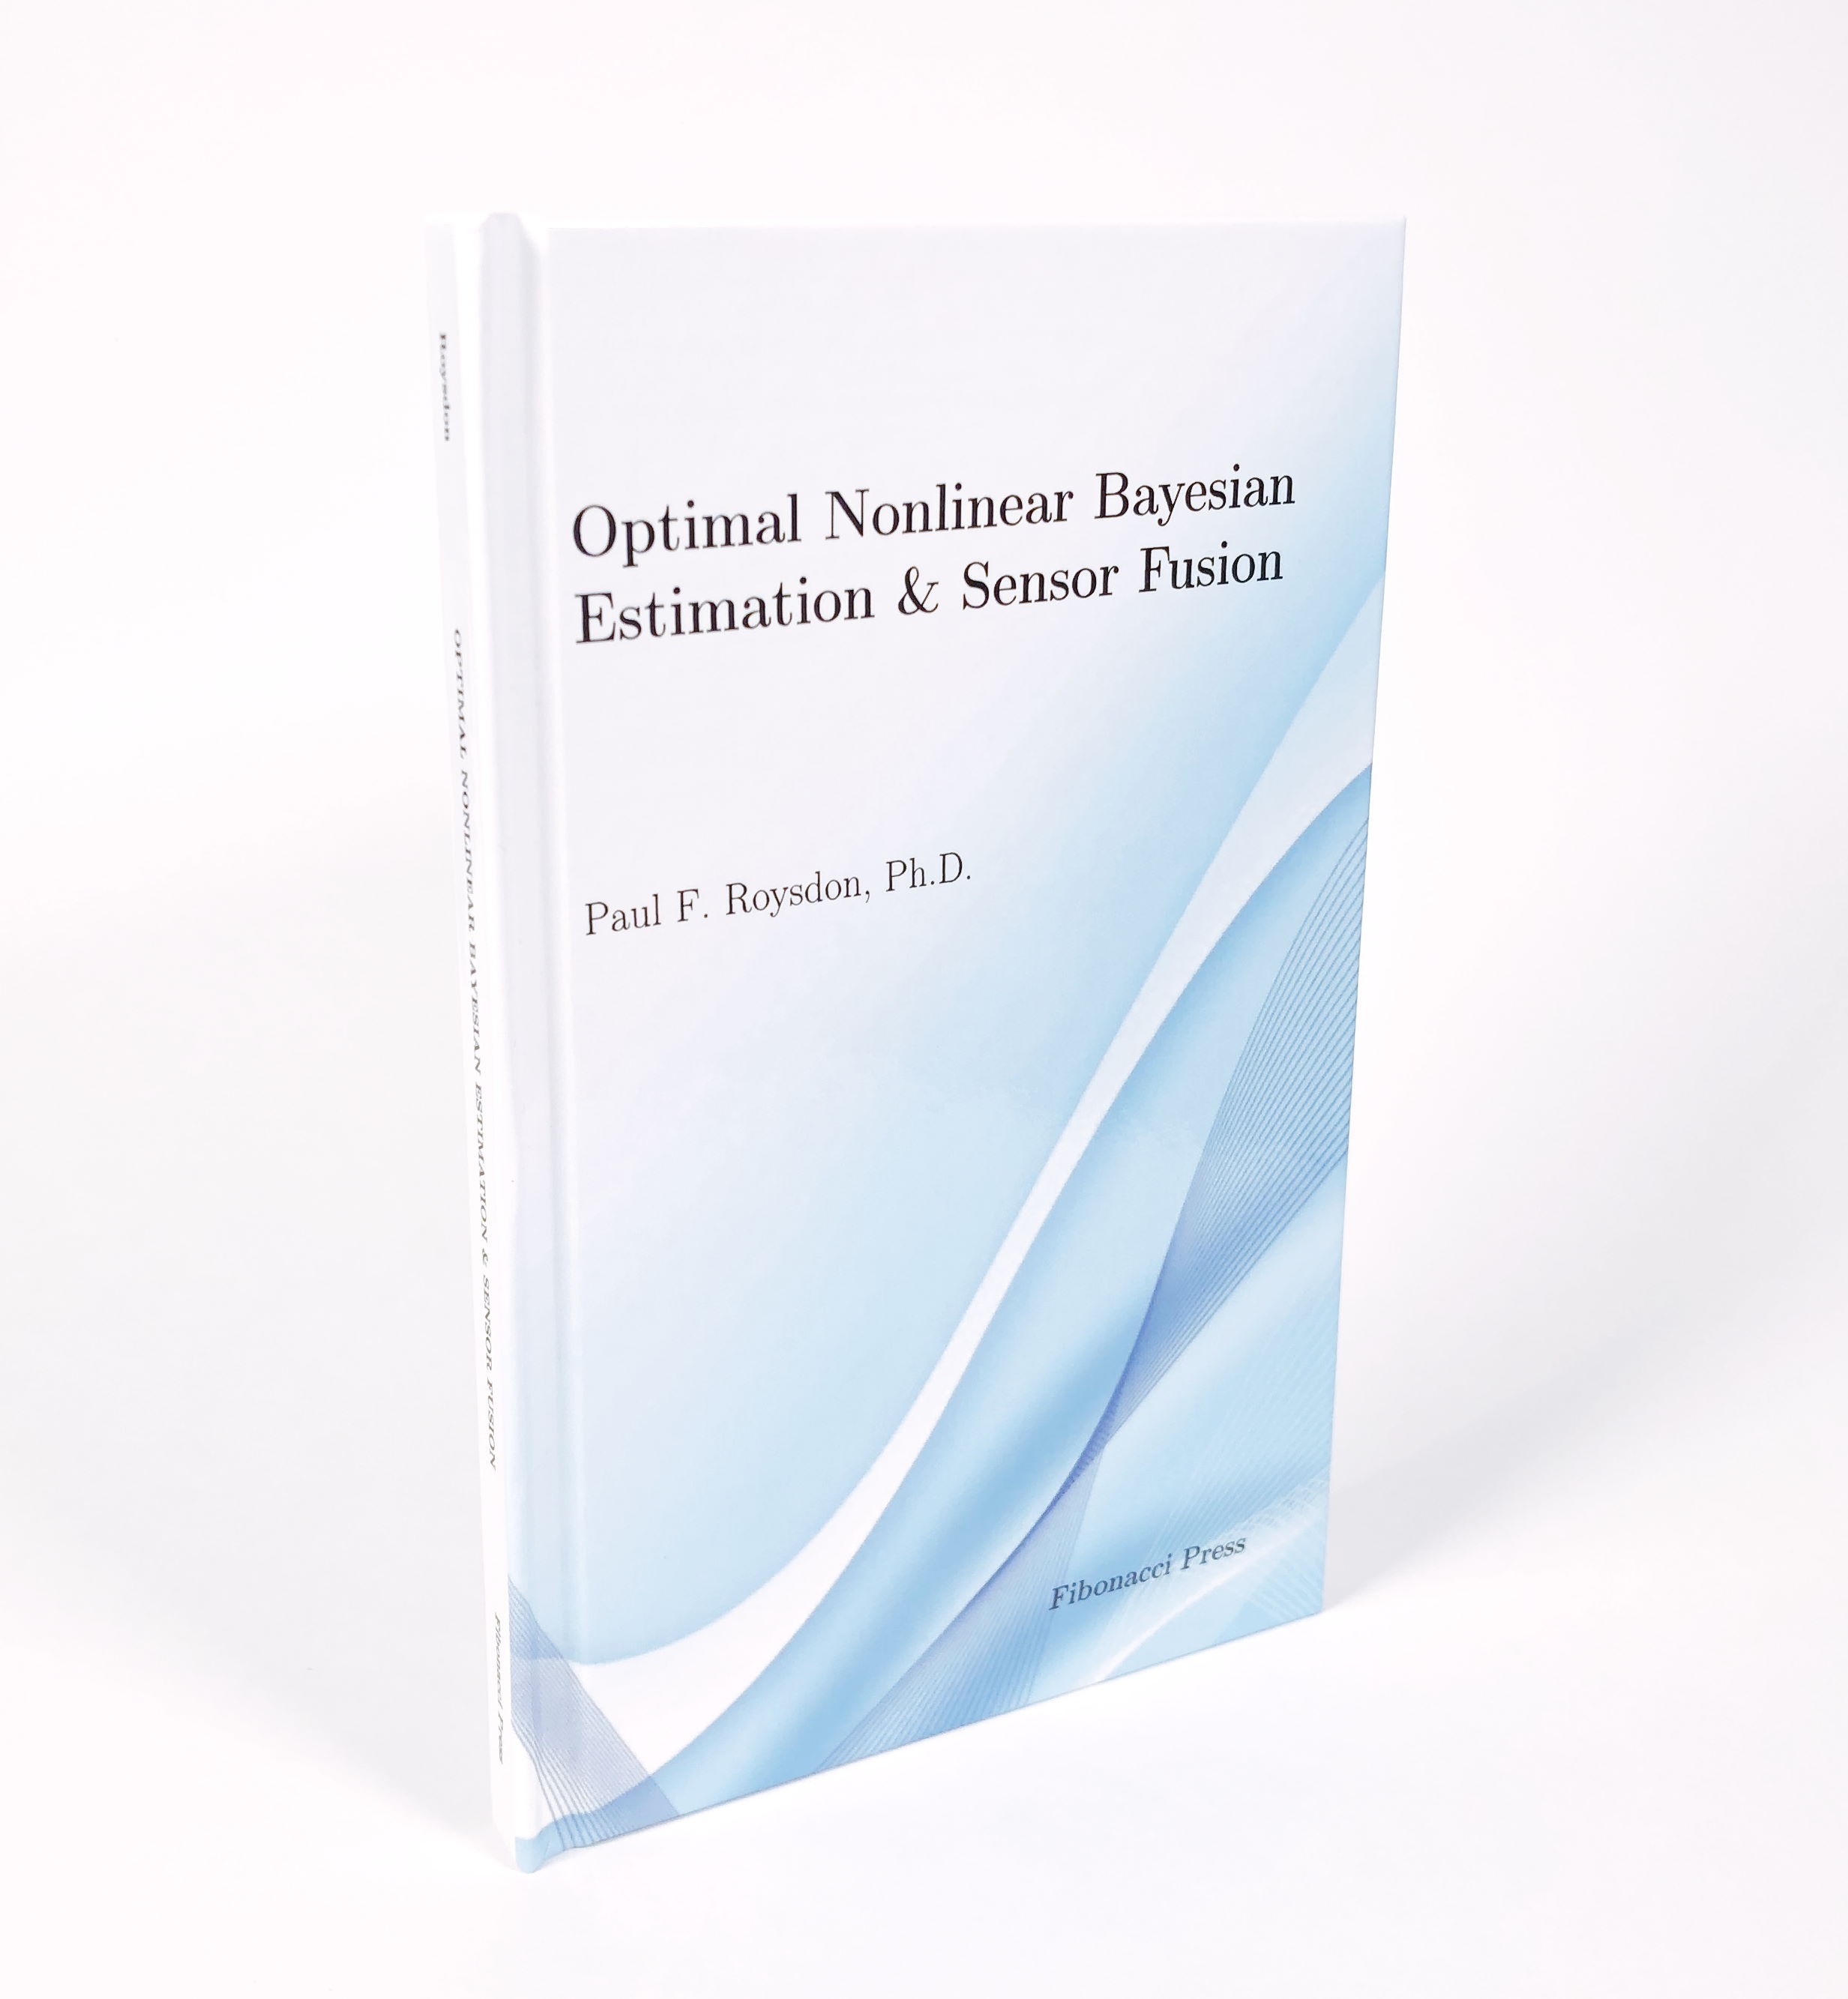 Optimal Nonlinear Bayesian
Estimation & Sensor Fusion
Paul F. Roysdon, Ph.D.
Fibonacci Press
Roysdon
OPTIMAL NONLINEAR BAYESIAN ESTIMATION & SENSOR FUSION
Fibonacci Press